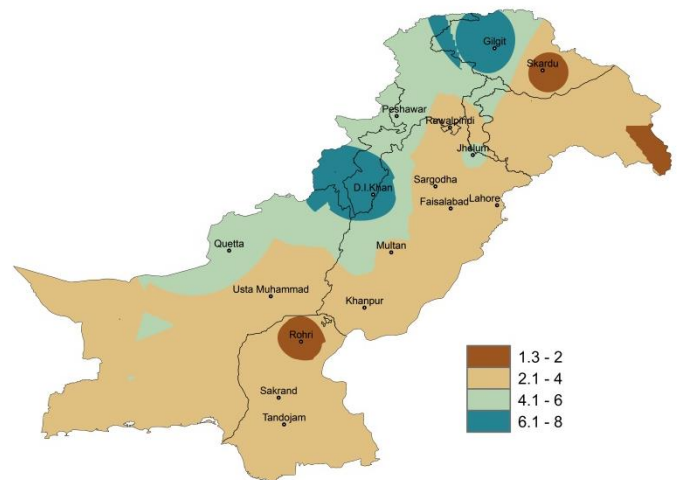 Gilgit
Skardu
Peshawar
Rawalpindi
Jhelum
D.I.Khan
Sargodha
Faisalabad
Lahore
Quetta
Multan
Usta Muhammad
Khanpur
Rohri
Sakrand
Tandojam
1.3 - 2
2.1 - 4
4.1 - 6
6.1 - 8